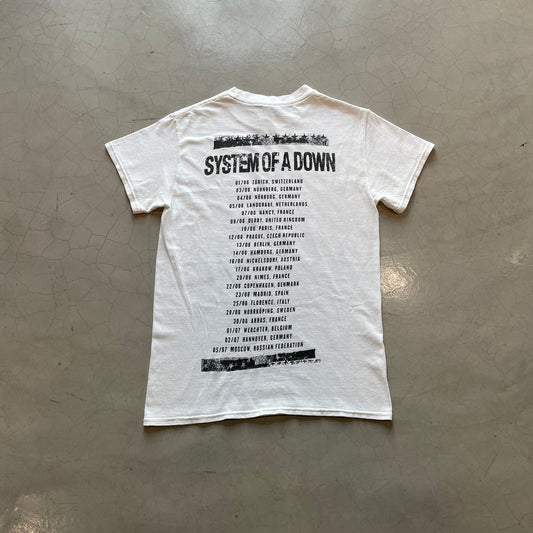 SYSTEM OF A DOWN
01/06 ZÜRICH, SWITZERLAND
03/06 NÜRNBERG, GERMANY
04/06 NÜRBURG, GERMANY
05/06 LANDGRAAF, NETHERLANDS
07/06 NANCY, FRANCE
09/06 DERBY, UNITED KINGDOM
10/06 PARIS, FRANCE
12/06 PRAGUE, CZECH REPUBLIC
13/06 BERLIN, GERMANY
14/06 HAMBURG, GERMANY
16/06 NICKELSDORF, AUSTRIA
17/06 KRAKOW, POLAND
20/06 NIMES, FRANCE
22/06 COPENHAGEN, DENMARK
23/06 MADRID, SPAIN
25/06 FLORENCE, ITALY
29/06 NORRKÖPING, SWEDEN
30/06 ARRAS, FRANCE
01/07 WERCHTER, BELGIUM
02/07 HANNOVER, GERMANY
05/07 MOSCOW, RUSSIAN FEDERATION